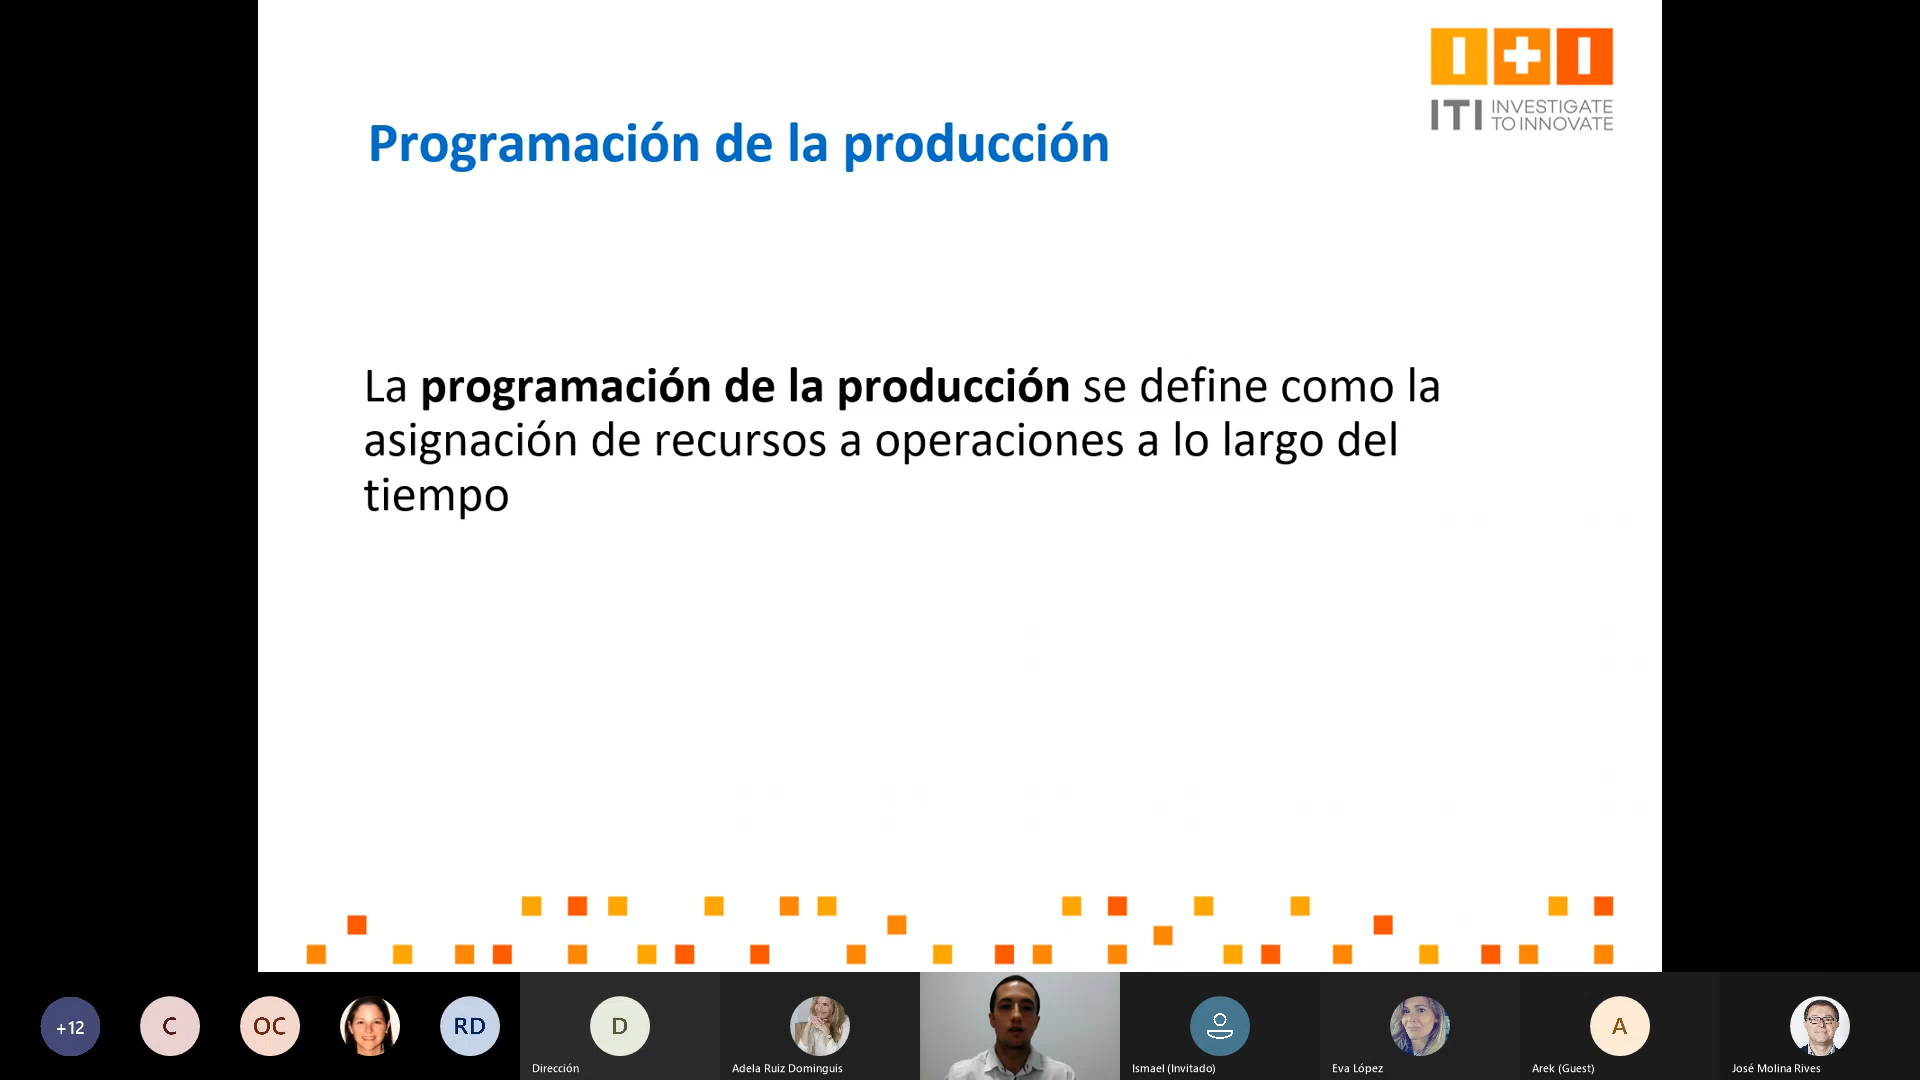 I+I
ITI INVESTIGATE
TO INNOVATE
Programación de la producción
La programación de la producción se define como la
asignación de recursos a operaciones a lo largo del
tiempo
+12
C
OC
RD
D
A
Dirección
Adela Ruiz Dominguis
Ismael (Invitado)
Eva López
Arek (Guest)
José Molina Rives